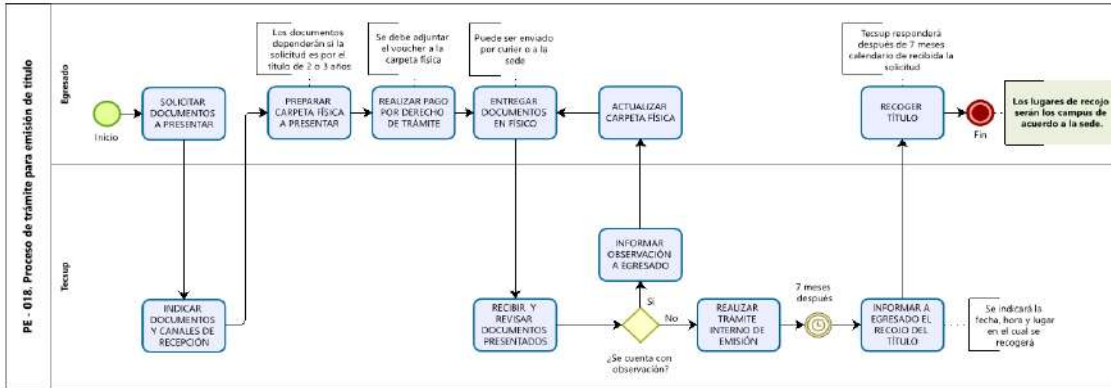 PE - 018. Proceso de trámite para emisión de título
Egresado
Tecsup
Inicio
SOLICITAR
DOCUMENTOS
A PRESENTAR
Los documentos
dependerán si la
solicitud es por el
título de 2 o 3 años
PREPARAR
CARPETA FÍSICA
A PRESENTAR
Se debe adjuntar
el voucher a la
carpeta física
REALIZAR PAGO
POR DERECHO
DE TRÁMITE
Puede ser enviado
por curier o a la
sede
ENTREGAR
DOCUMENTOS
EN FÍSICO
ACTUALIZAR
CARPETA FÍSICA
Tecsup responderá
después de 7 meses
calendario de recibida la
solicitud
RECOGER
TÍTULO
Fin
Los lugares de recojo
serán los campus de
acuerdo a la sede.
INDICAR
DOCUMENTOS
Y CANALES DE
RECEPCIÓN
RECIBIR Y
REVISAR
DOCUMENTOS
PRESENTADOS
INFORMAR
OBSERVACIÓN
A EGRESADO
Si
No
¿Se cuenta con
observación?
REALIZAR
TRAMITE
INTERNO DE
EMISIÓN
7 meses
después
INFORMAR A
EGRESADO EL
RECOJO DEL
TÍTULO
Se indicará la
fecha, hora y lugar
en el cual se
recogerá